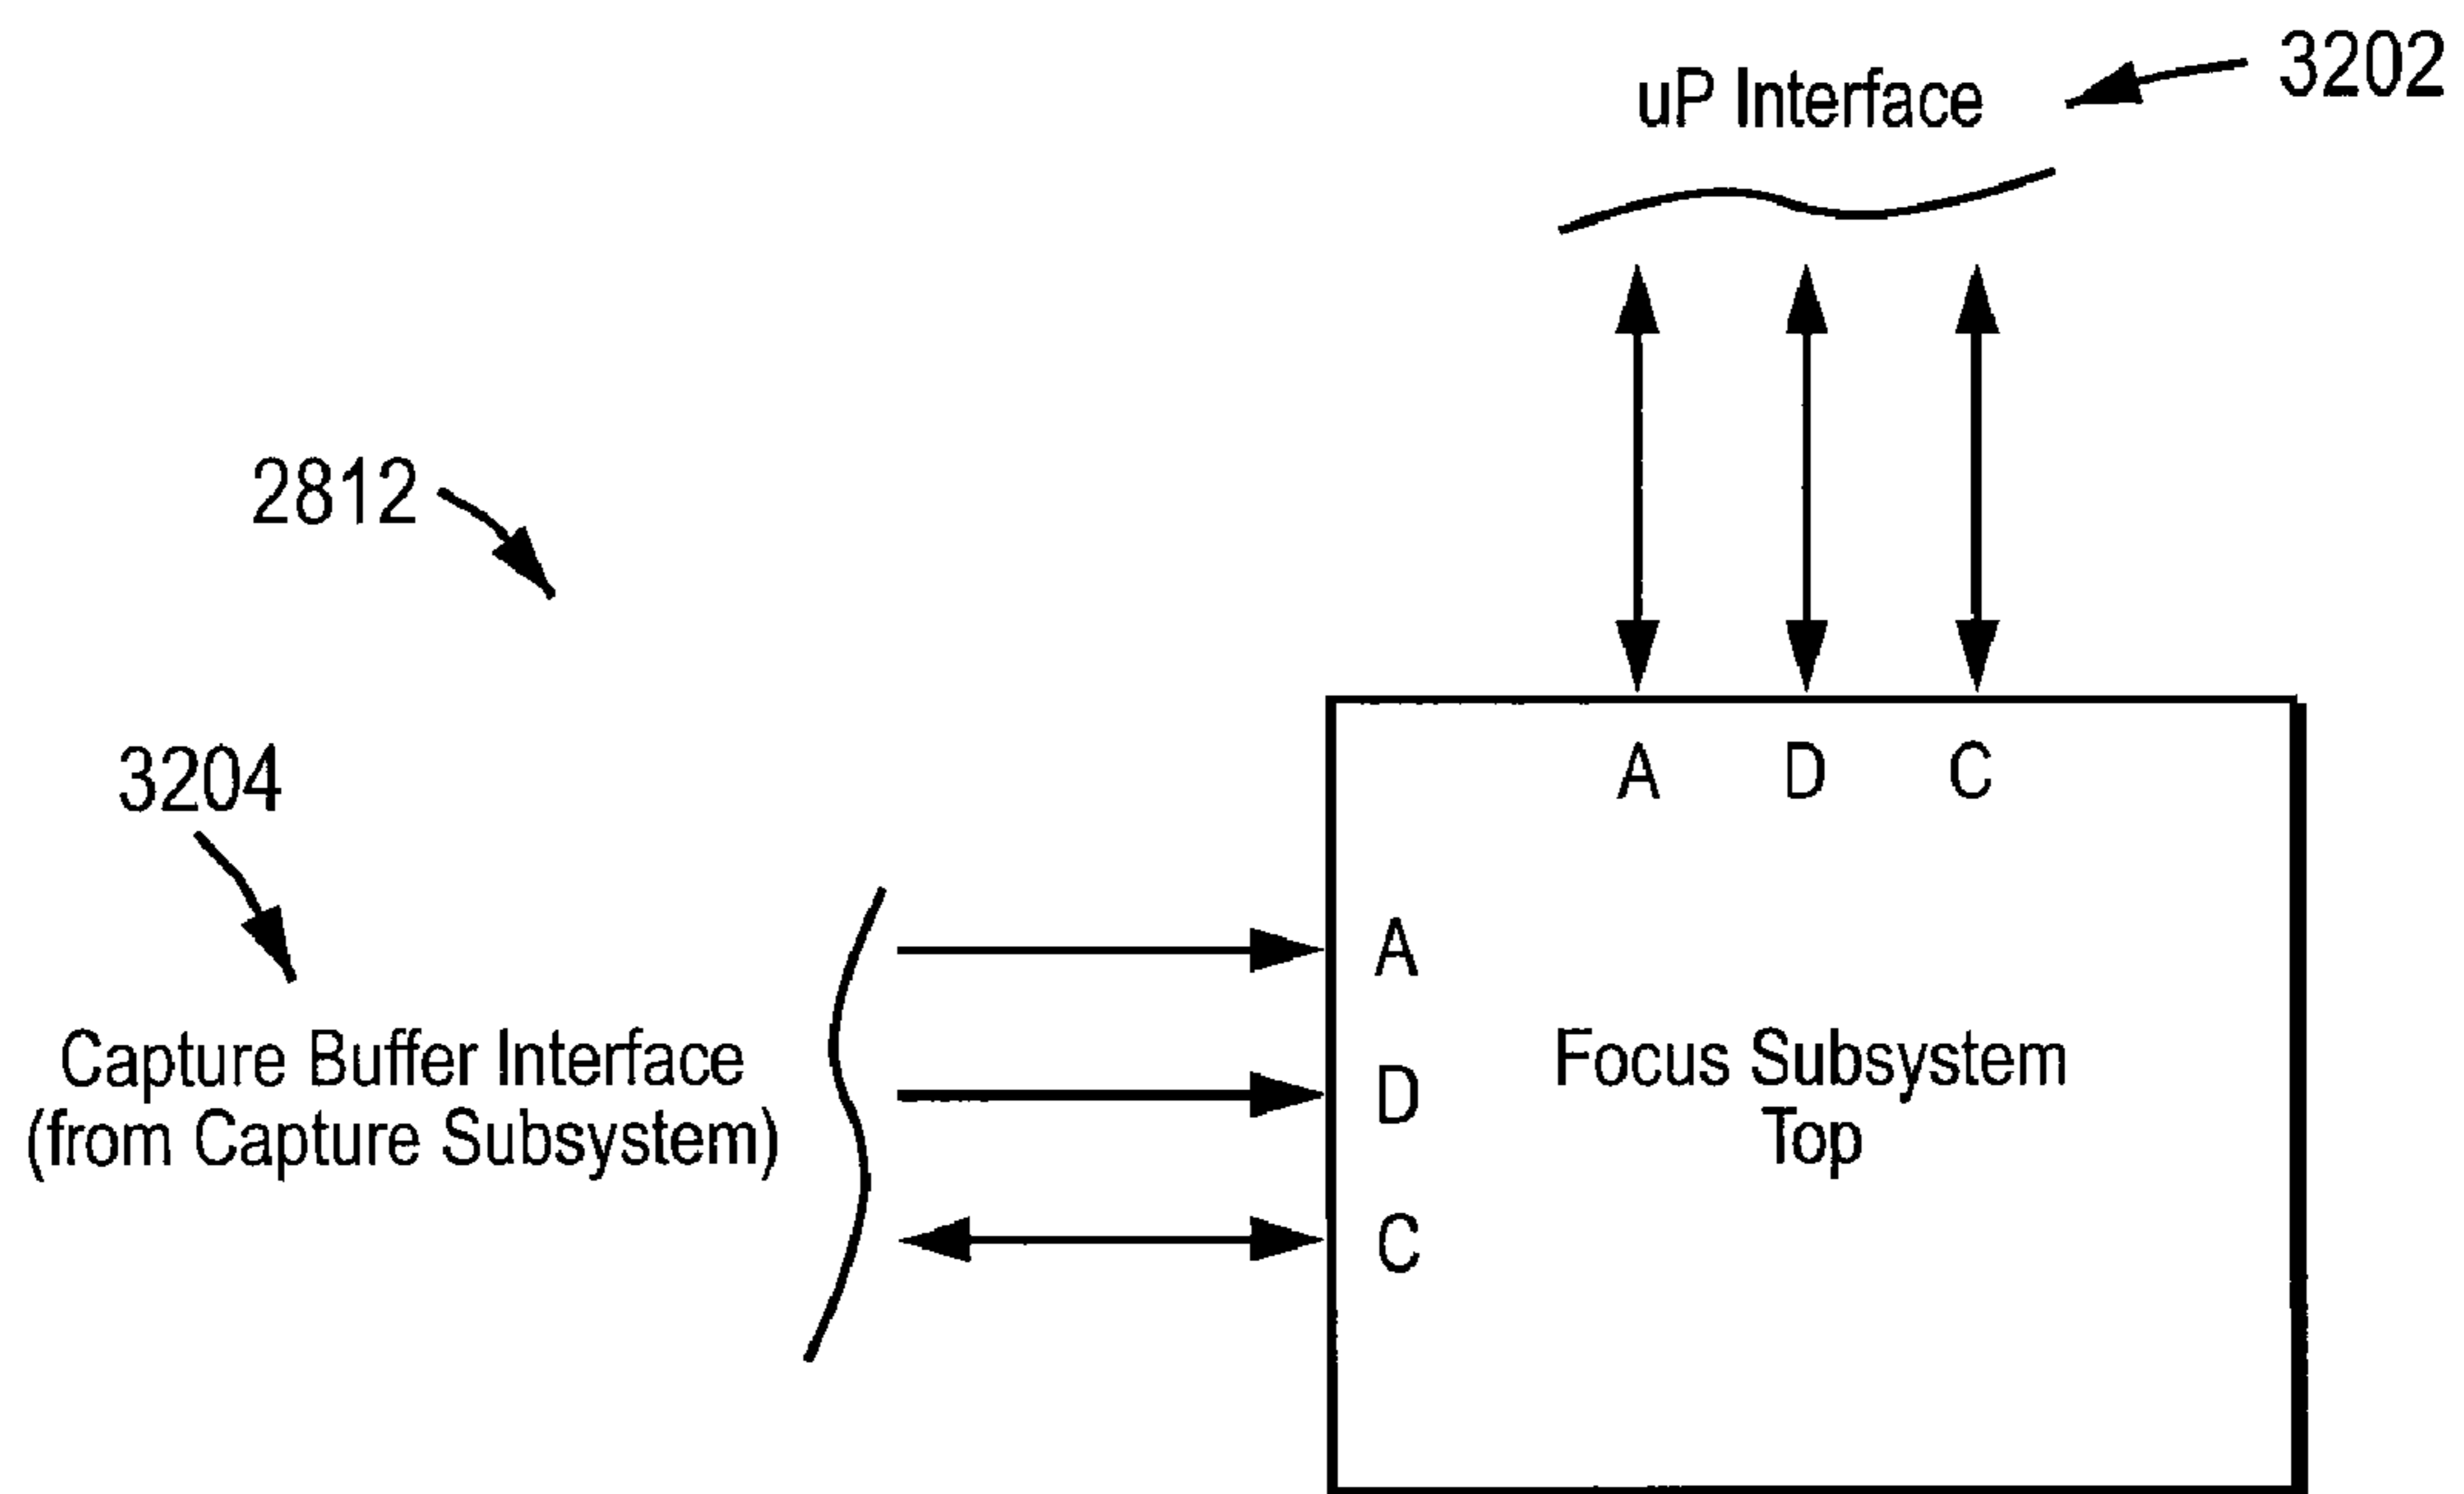 3202
uP Interface
2812
3204
A D C
A
Capture Buffer Interface
(from Capture Subsystem)
D
Focus Subsystem
Top
C